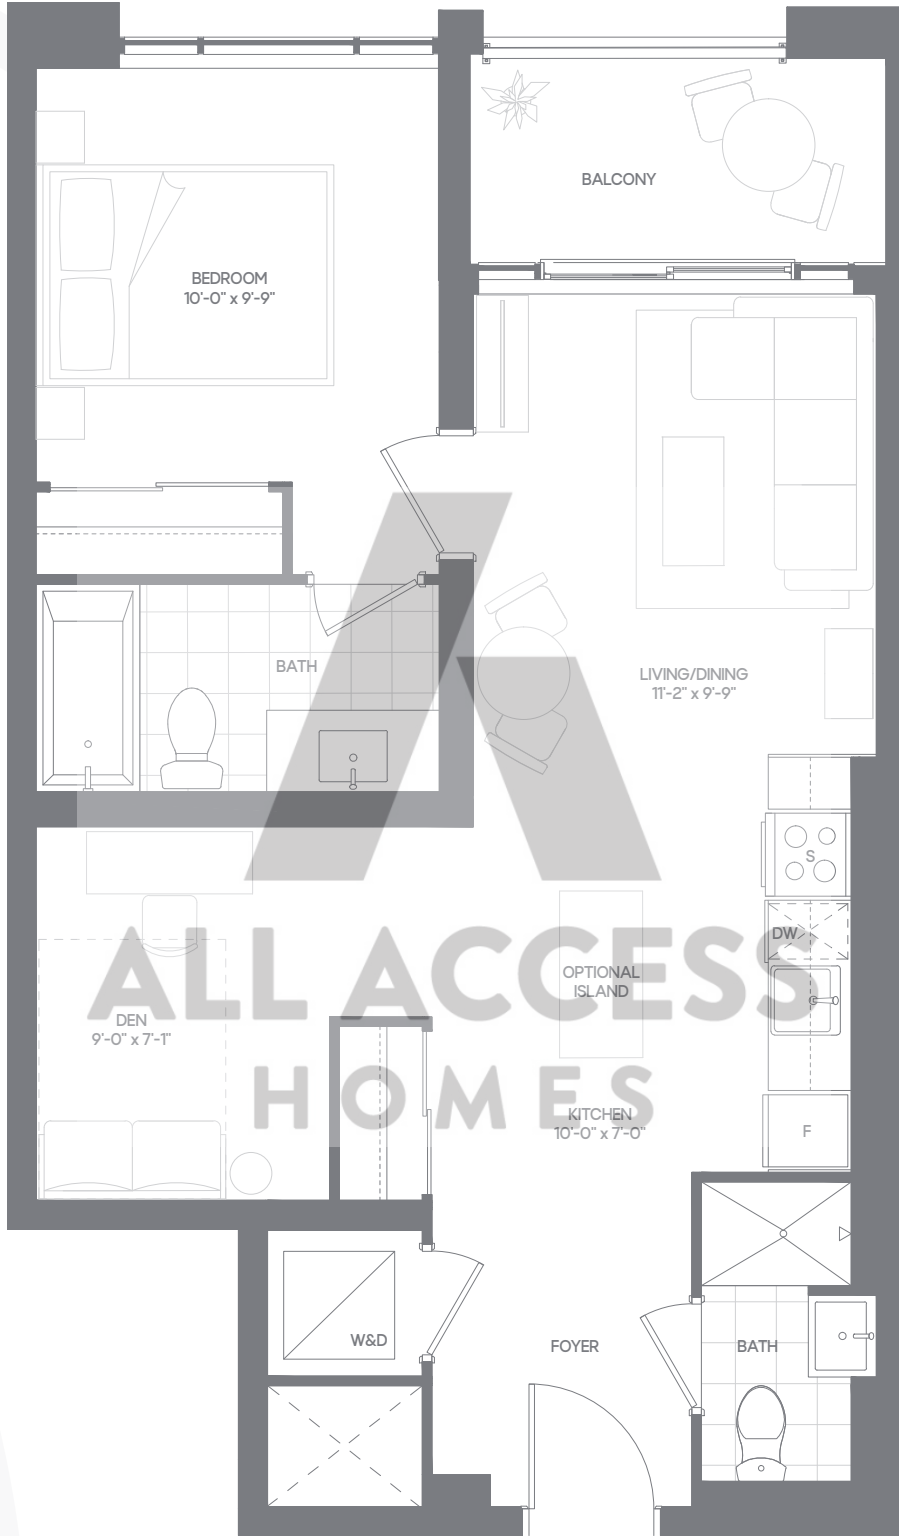 BALCONY
BEDROOM
10'-0" x 9'-9"
BATH
LIVING/DINING
11'-2" x 9'-9"
S
DW
ALL ACCESS
HOMES
OPTIONAL
ISLAND
DEN
9'-0" x 7'-1"
KITCHEN
10'-0" x 7'-0"
F
W&D
FOYER
BATH